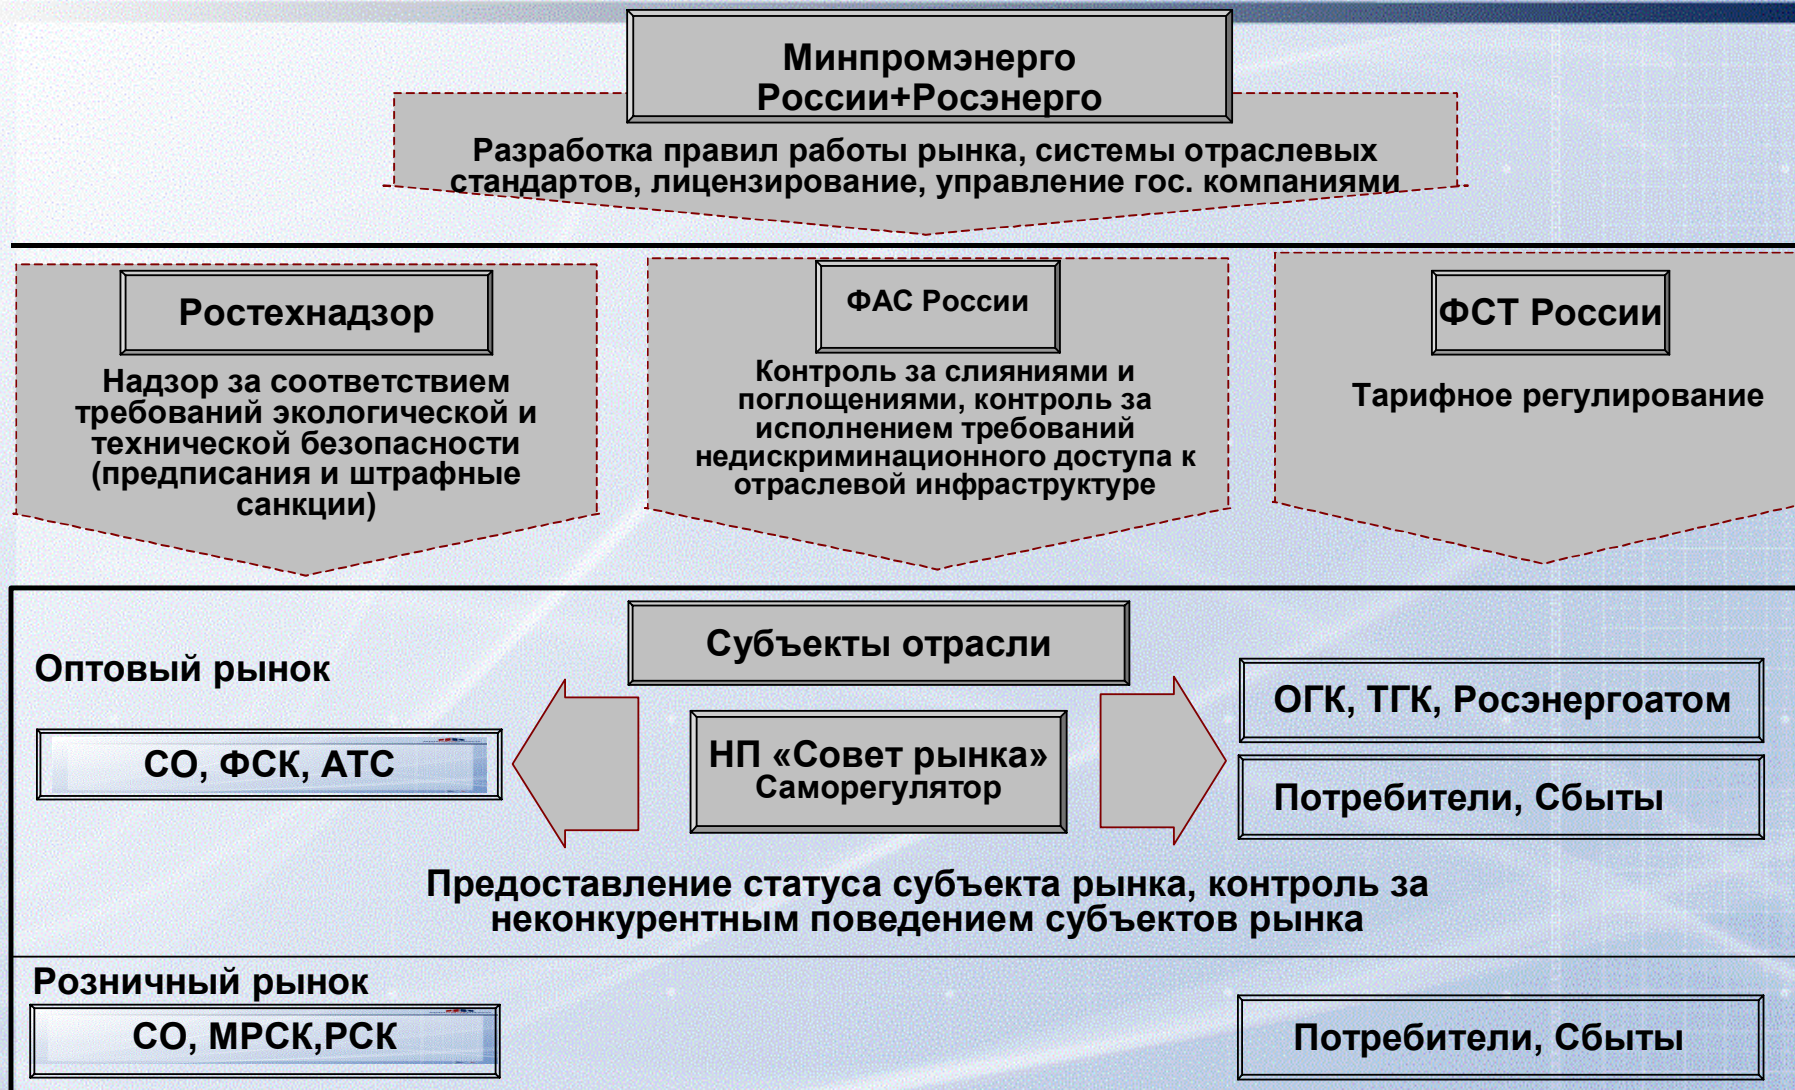 Минпромэнерго
России+Росэнерго
Разработка правил работы рынка, системы отраслевых
стандартов, лицензирование, управление гос. компаниями
Ростехнадзор
Надзор за соответствием
требований экологической и
технической безопасности
(предписания и штрафные
санкции)
ФАС России
Контроль за слияниями и
поглощениями, контроль за
исполнением требований
недискриминационного доступа к
отраслевой инфраструктуре
ФСТ России
Тарифное регулирование
Субъекты отрасли
Оптовый рынок
СО, ФСК, АТС
НП «Совет рынка»
Саморегулятор
ОГК, ТГК, Росэнергоатом
Потребители, Сбыты
Предоставление статуса субъекта рынка, контроль за
неконкурентным поведением субъектов рынка
Розничный рынок
СО, МРСК,РСК
Потребители, Сбыты